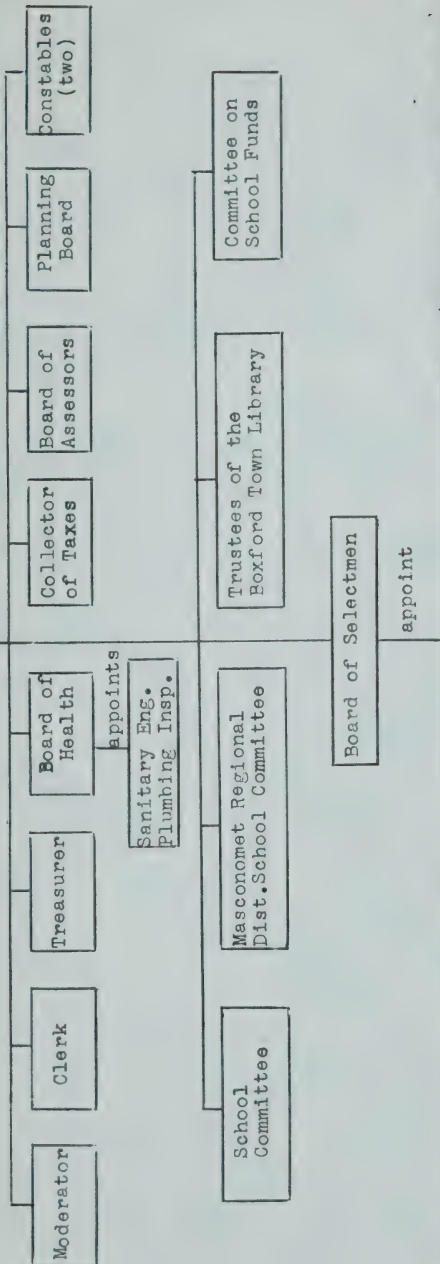 Moderator
Clerk
Treasurer
Board of
Health
Collector
of Taxes
Board of
Assessors
Planning
Board
Constables
(two)
appoints
Sanitary Eng.
Plumbing Insp.
School
Committee
Masconomet Regional
Dist.School Committee
Trustees of the
Boxford Town Library
Committee on
School Funds
Board of Selectmen
appoint